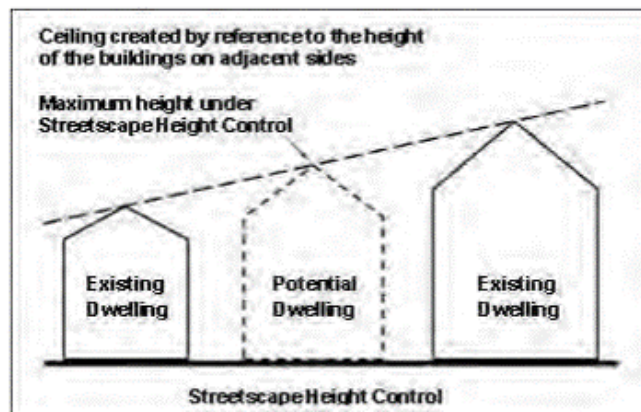 Ceiling created by reference to the height
of the buildings on adjacent sides
Maximum height under
Streetscape Height Control
Existing
Dwelling
Potential
Dwelling
Existing
Dwelling
Streetscape Height Control